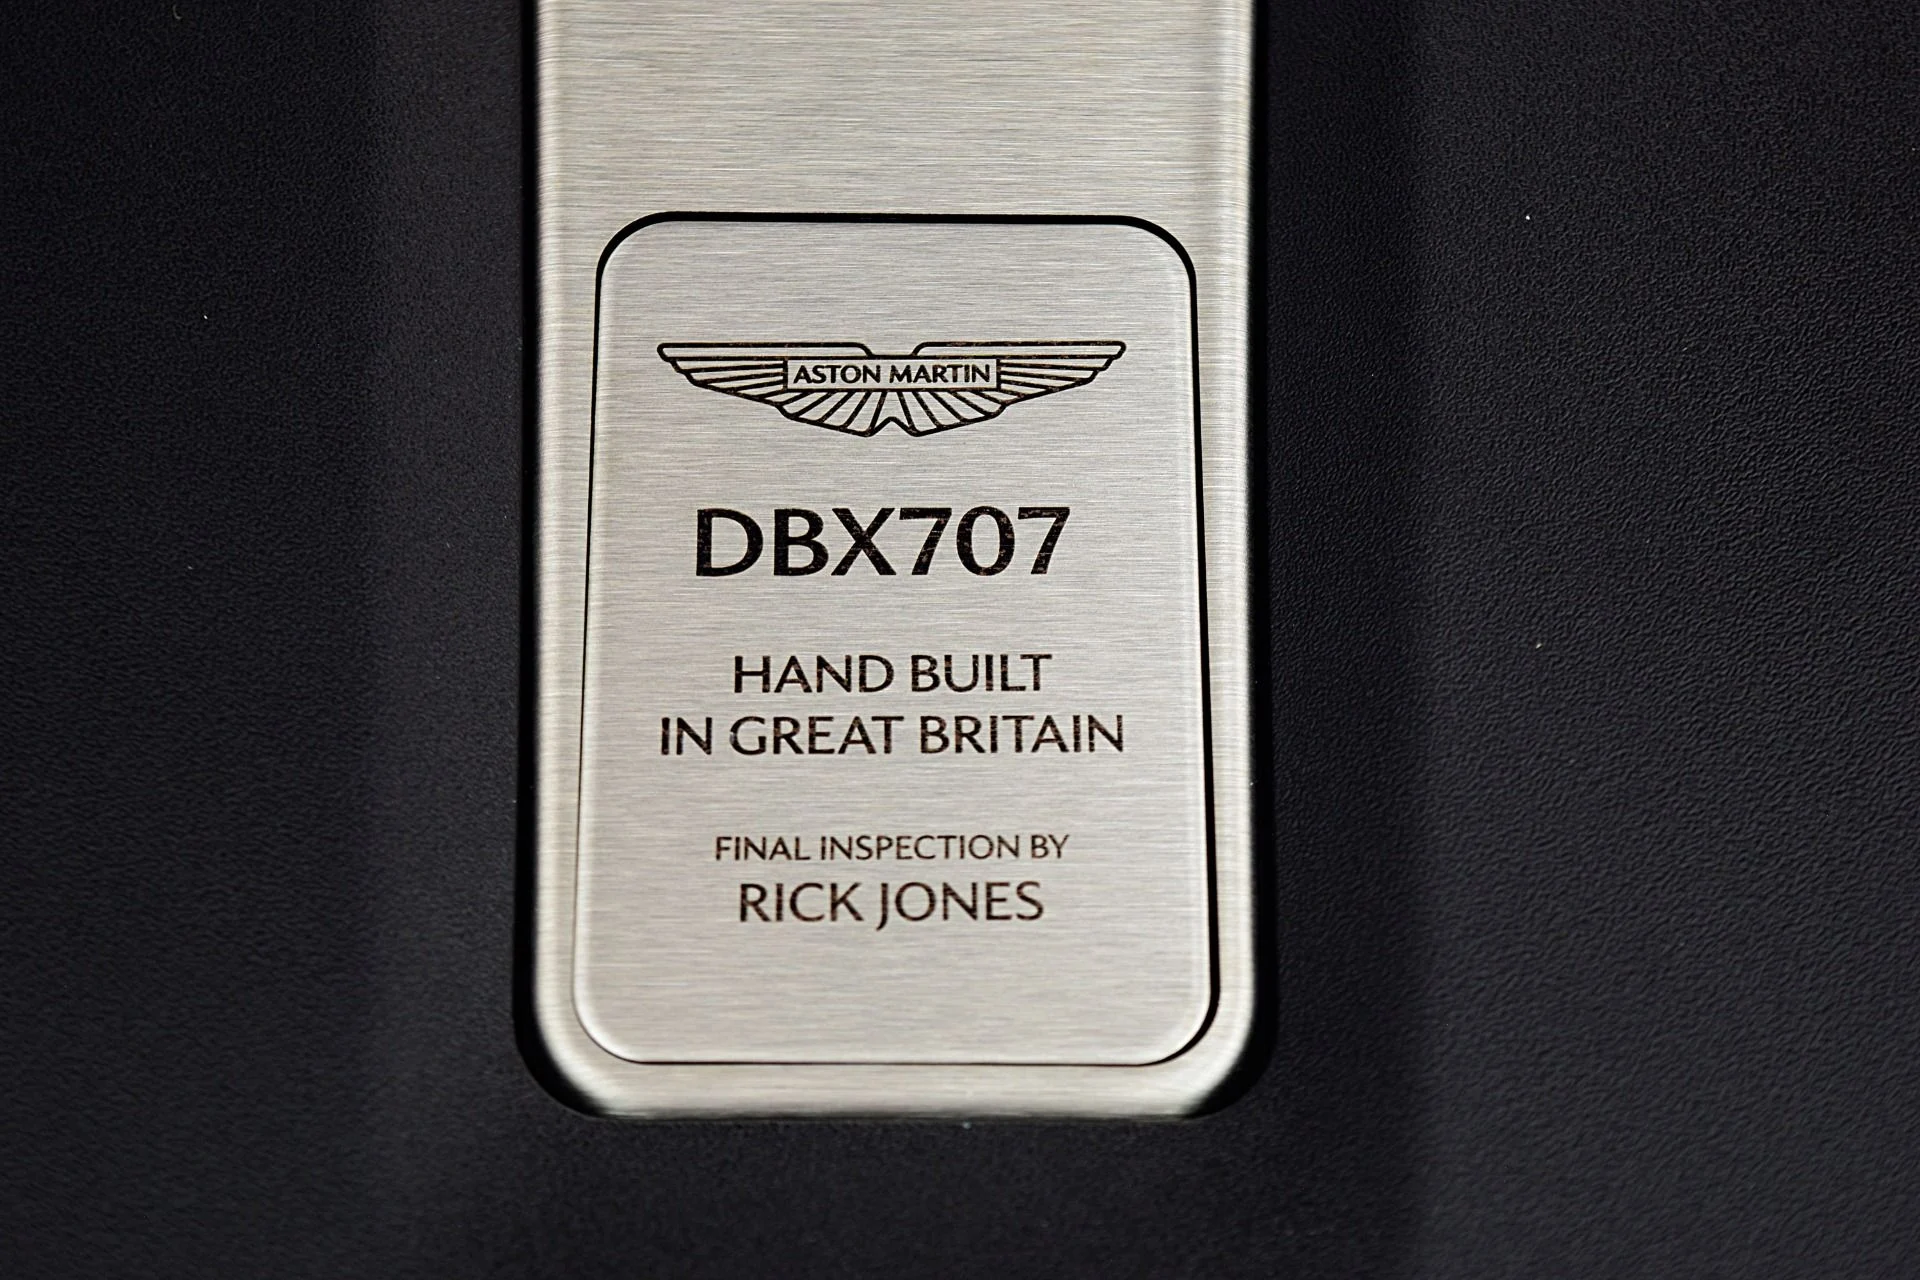 ASTON MARTIN
DBX707
HAND BUILT
IN GREAT BRITAIN
FINAL INSPECTION BY
RICK JONES